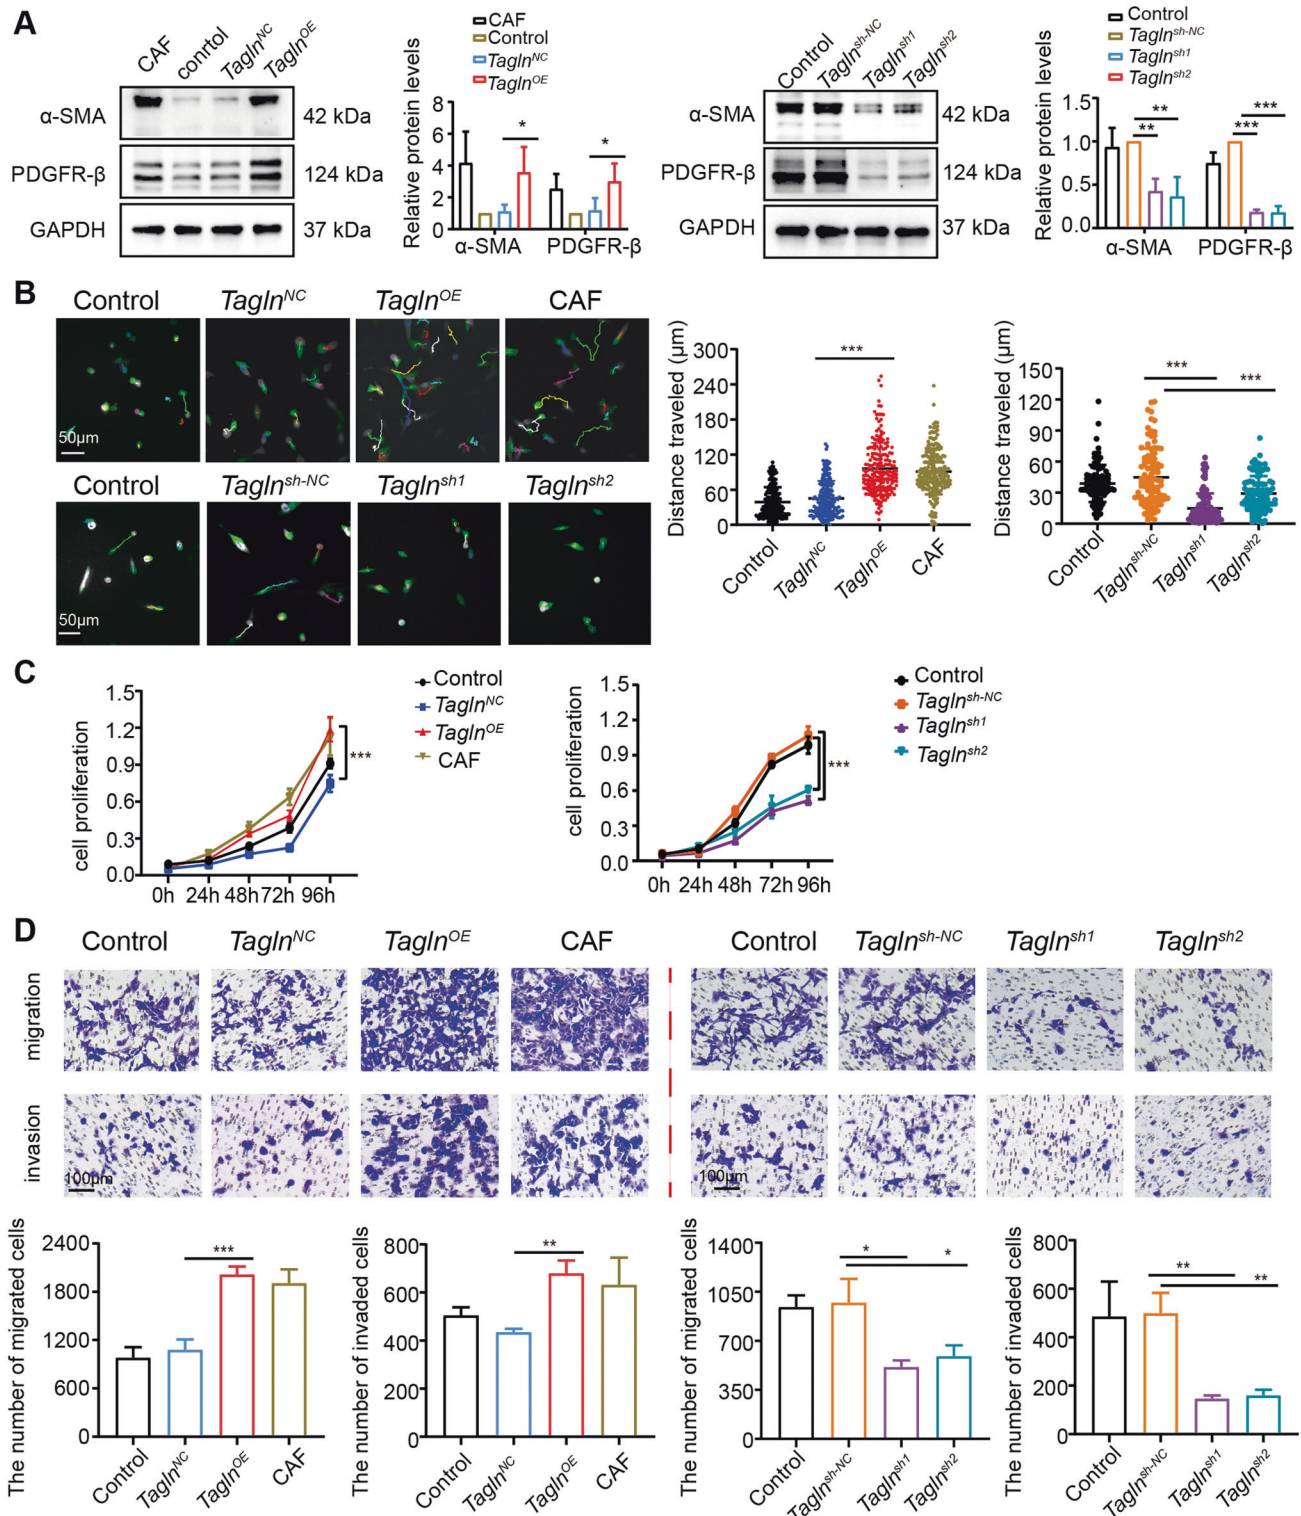 A
CAF
conrtol
Tagln^NC
Tagln^OE
α-SMA
42 kDa
PDGFR-β
124 kDa
GAPDH
37 kDa
CAF
Control
Tagln^NC
Tagln^OE
Relative protein levels
8
6
4
2
0
*
*
α-SMA
PDGFR-β
Control
Tagln^sh-NC
Tagln^sh1
Tagln^sh2
α-SMA
42 kDa
PDGFR-β
124 kDa
GAPDH
37 kDa
Control
Tagln^sh-NC
Tagln^sh1
Tagln^sh2
Relative protein levels
1.5
1.0
0.5
0.0
**
**
***
***
α-SMA
PDGFR-β
B
Control
Tagln^NC
Tagln^OE
CAF
50μm
Control
Tagln^sh-NC
Tagln^sh1
Tagln^sh2
50μm
Distance traveled (μm)
300
240
180
120
60
0
***
Control
Tagln^NC
Tagln^OE
CAF
Distance traveled (μm)
150
120
90
60
30
0
***
***
Control
Tagln^sh-NC
Tagln^sh1
Tagln^sh2
C
cell proliferation
1.5
1.2
0.9
0.6
0.3
0.0
0h 24h 48h 72h 96h
***
Control
Tagln^NC
Tagln^OE
CAF
cell proliferation
1.5
1.2
0.9
0.6
0.3
0.0
0h 24h 48h 72h 96h
***
Control
Tagln^sh-NC
Tagln^sh1
Tagln^sh2
D
Control
Tagln^NC
Tagln^OE
CAF
Control
Tagln^sh-NC
Tagln^sh1
Tagln^sh2
migration
invasion
100μm
100μm
The number of migrated cells
2400
1800
1200
600
0
***
Control
Tagln^NC
Tagln^OE
CAF
The number of invaded cells
800
600
400
200
0
**
Control
Tagln^NC
Tagln^OE
CAF
The number of migrated cells
1400
1050
700
350
0
*
*
Control
Tagln^sh-NC
Tagln^sh1
Tagln^sh2
The number of invaded cells
800
600
400
200
0
**
**
Control
Tagln^sh-NC
Tagln^sh1
Tagln^sh2